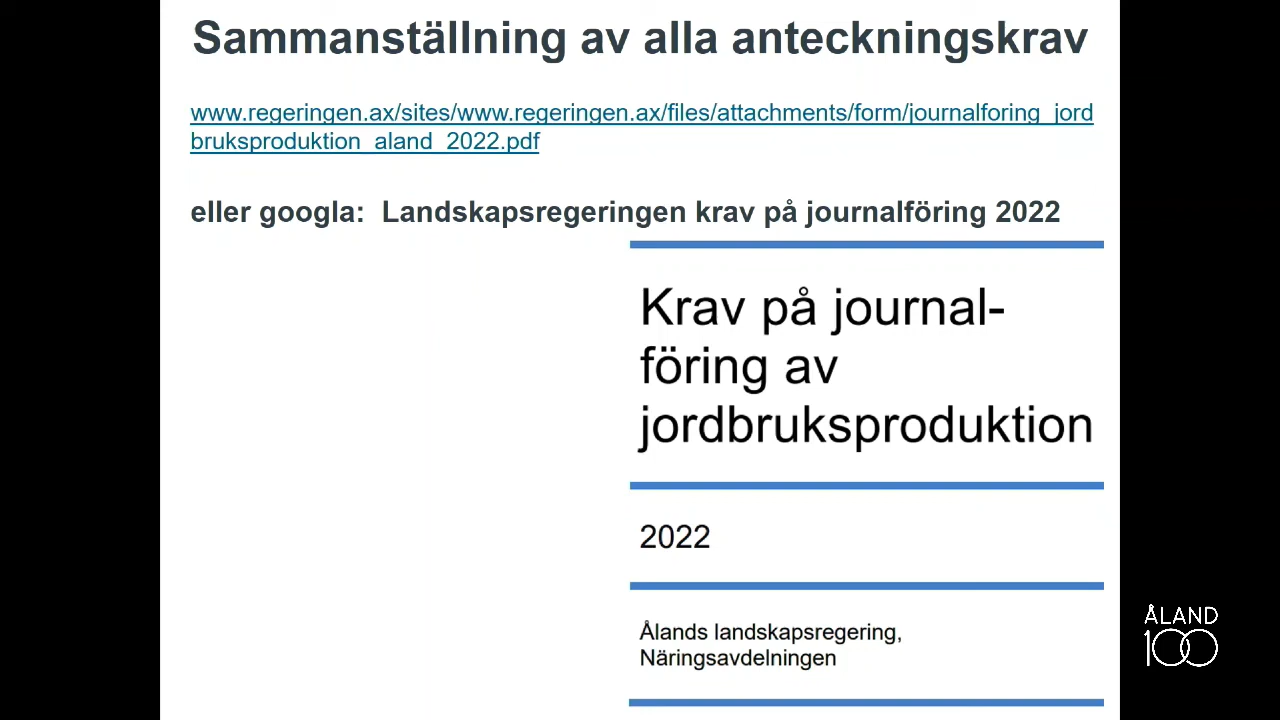 Sammanställning av alla anteckningskrav
www.regeringen.ax/sites/www.regeringen.ax/files/attachments/form/journalforing_jord
bruksproduktion_aland_2022.pdf
eller googla: Landskapsregeringen krav på journalföring 2022
Krav på journal-
föring av
jordbruksproduktion
2022
Ålands landskapsregering,
Näringsavdelningen
ÅLAND
100